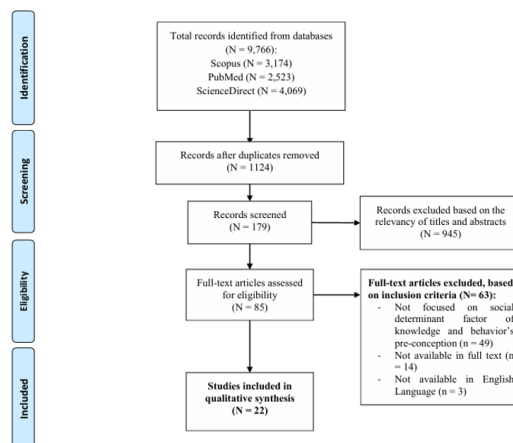 Identification
Total records identified from databases
(N = 9,766):
Scopus (N = 3,174)
PubMed (N = 2,523)
ScienceDirect (N = 4,069)
Screening
Records after duplicates removed
(N = 1124)
Records screened
(N = 179)
Records excluded based on the
relevancy of titles and abstracts
(N = 945)
Eligibility
Full-text articles assessed
for eligibility
(N = 85)
Full-text articles excluded, based
on inclusion criteria (N= 63):
- Not focused on social
determinant factor of
knowledge and behavior's
pre-conception (n = 49)
- Not available in full text (n
= 14)
- Not available in English
Language (n = 3)
Included
Studies included in
qualitative synthesis
(N = 22)